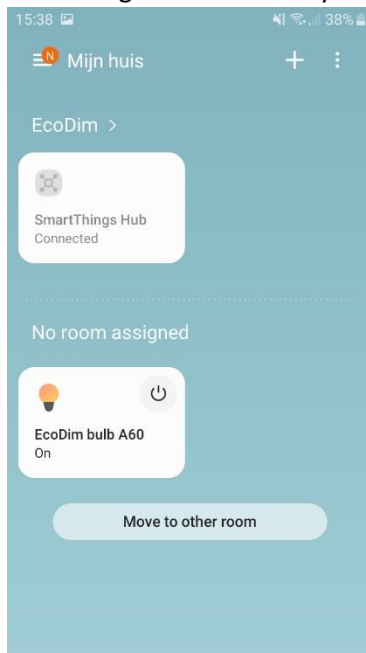 15:38 38%
N
Mijn huis
EcoDim >
SmartThings Hub
Connected
No room assigned
EcoDim bulb A60
On
Move to other room